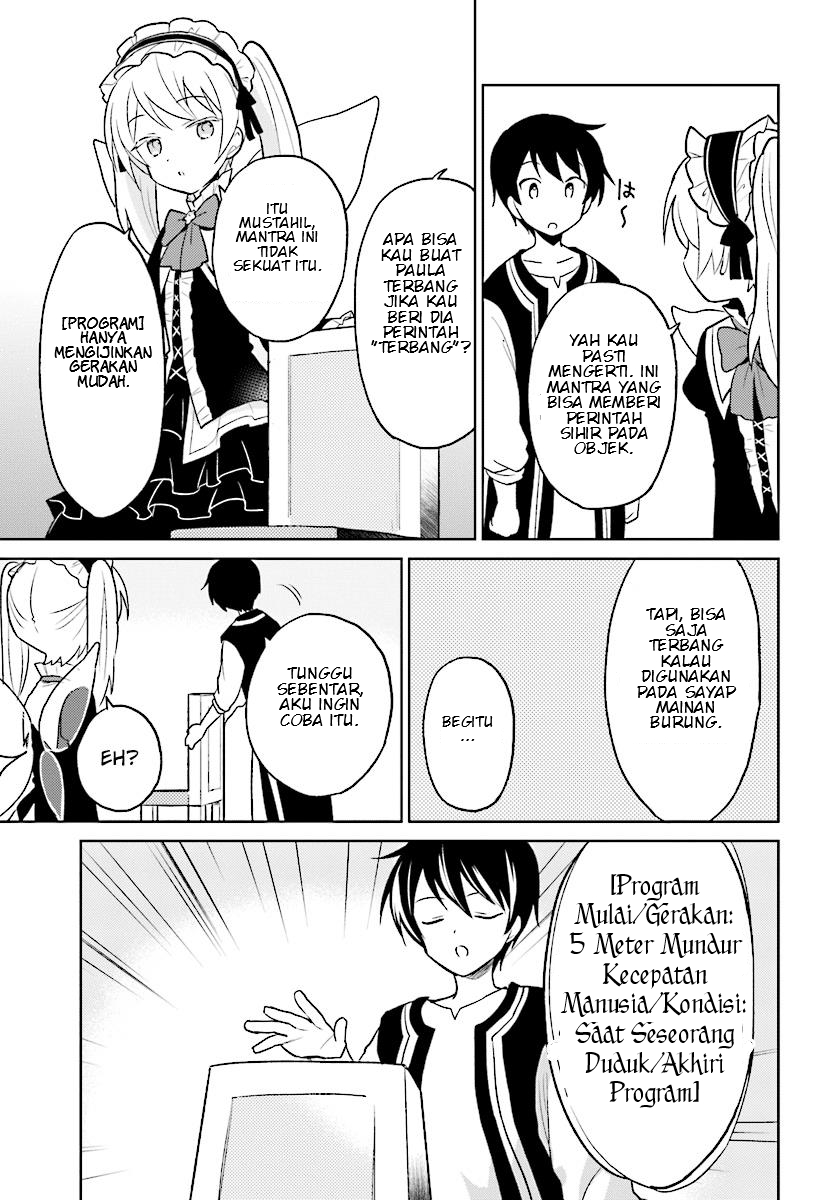 は～
YAH KAU
PASTI
MENGERTI. INI
MANTRA YANG
BISA MEMBERI
PERINTAH
SIHIR PADA
OBJEK.
APA BISA
KAU BUAT
PAULA
TERBANG
JIKA KAU
BERI DIA
PERINTAH
"TERBANG"?
ITU
MUSTAHIL,
MANTRA INI
TIDAK
SEKUAT ITU.
[PROGRAM]
HANYA
MENGIJINKAN
GERAKAN
MUDAH.
TAPI, BISA
SAJA
TERBANG
KALAU
DIGUNAKAN
PADA SAYAP
MAINAN
BURUNG.
BEGITU
...
TUNGGU
SEBENTAR,
AKU INGIN
COBA ITU.
EH?
[Program
Mulai/Gerakan:
5 Meter Mundur
Kecepatan
Manusia/Kondisi:
Saat Seseorang
Duduk/Akhiri
Program]